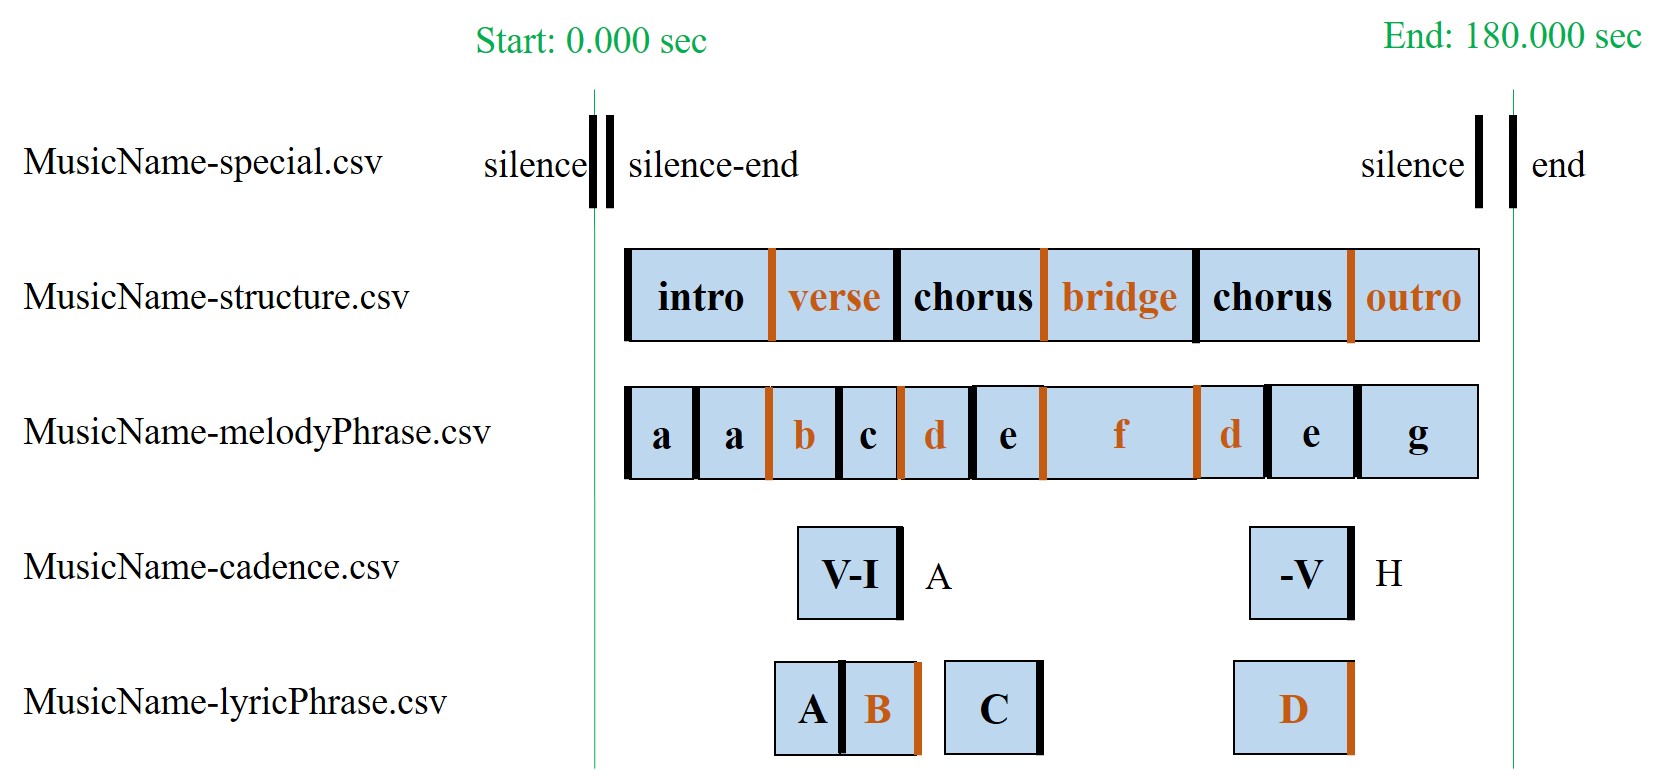 Start: 0.000 sec End: 180.000 sec
MusicName-special.csv silence silence-end silence end
MusicName-structure.csv intro verse chorus bridge chorus outro
MusicName-melodyPhrase.csv a a b c d e f d e g
MusicName-cadence.csv V-I A -V H
MusicName-lyricPhrase.csv A B C D